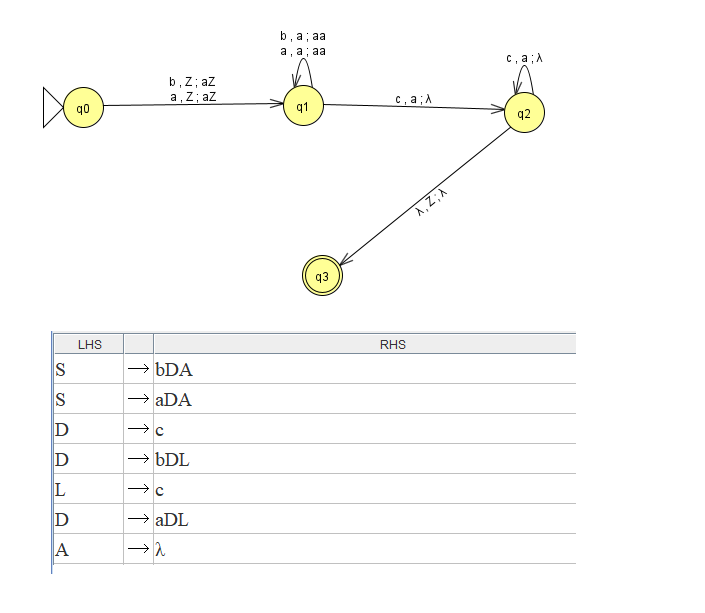 b , a ; aa
a , a ; aa
c , a ; λ
b , Z ; aZ
a , Z ; aZ
q0
q1
c , a ; λ
q2
λ , Z ; λ
q3
LHS RHS
S → bDA
S → aDA
D → c
D → bDL
L → c
D → aDL
A → λ